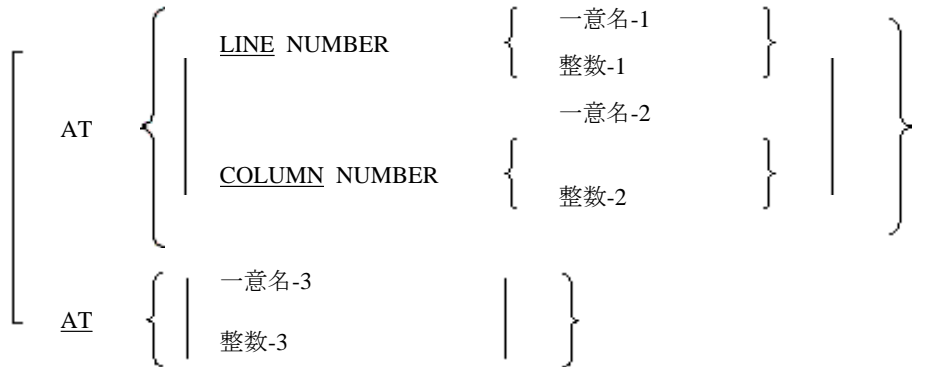 一意名-1
LINE NUMBER
整数-1
一意名-2
AT
COLUMN NUMBER
整数-2
一意名-3
AT
整数-3